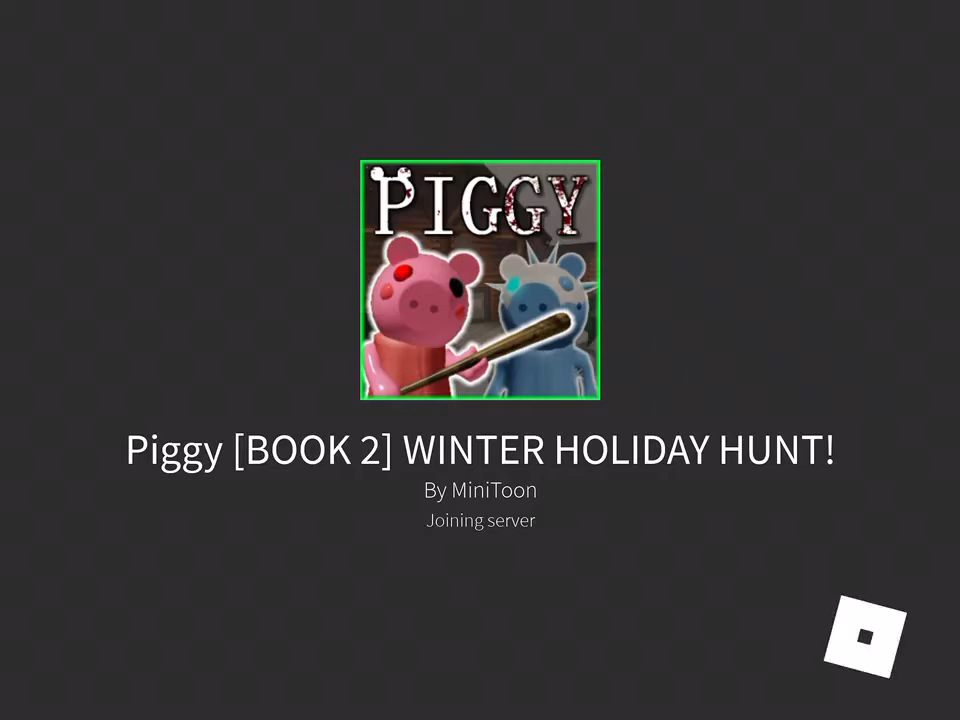 PIGGY
Piggy [BOOK 2] WINTER HOLIDAY HUNT!
By MiniToon
Joining server